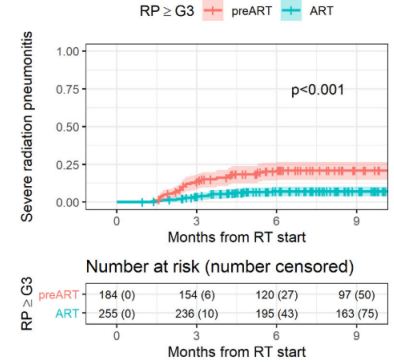 RP ≥ G3 preART ART
Severe radiation pneumonitis
1.00
0.75
0.50
0.25
0.00
p<0.001
0 3 6 9
Months from RT start
Number at risk (number censored)
RP ≥ G3
preART 184 (0) 154 (6) 120 (27) 97 (50)
ART 255 (0) 236 (10) 195 (43) 163 (75)
0 3 6 9
Months from RT start